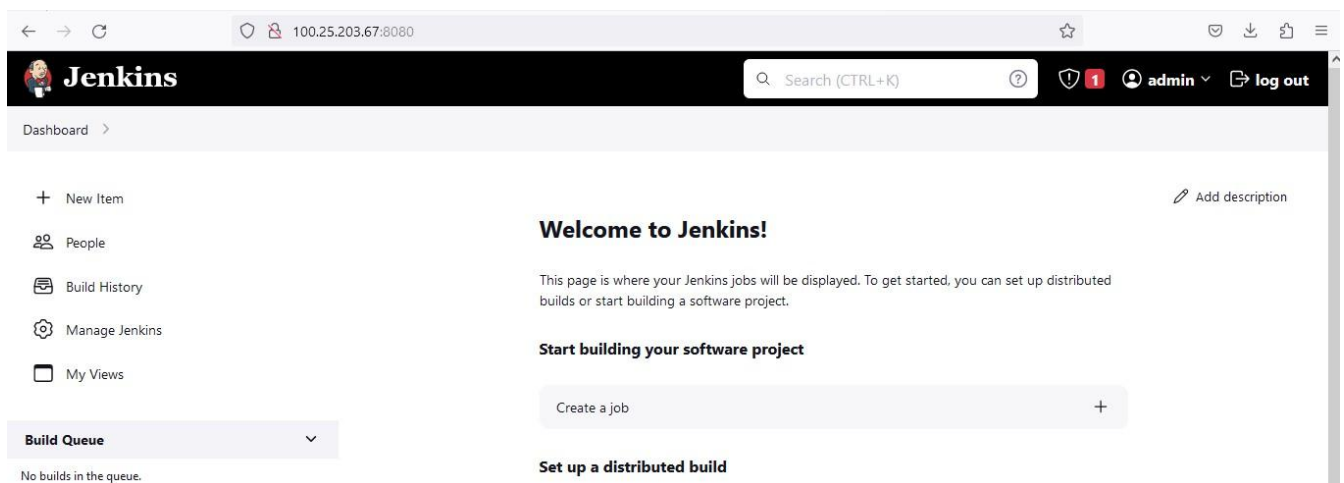 100.25.203.67:8080
Jenkins
Search (CTRL+K)
1
admin
log out
Dashboard
New Item
People
Build History
Manage Jenkins
My Views
Build Queue
No builds in the queue.
Add description
Welcome to Jenkins!
This page is where your Jenkins jobs will be displayed. To get started, you can set up distributed
builds or start building a software project.
Start building your software project
Create a job
Set up a distributed build